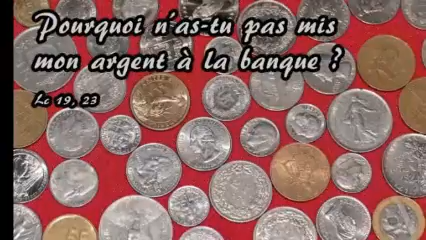 Pourquoi n'as-tu pas mis
mon argent à la banque ?
Lc 19, 23